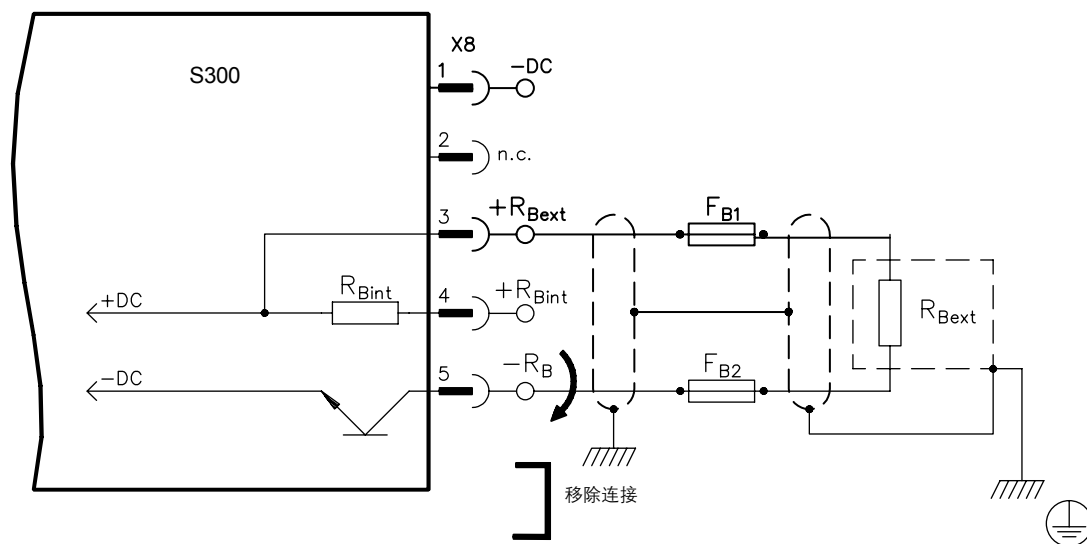 S300
X8
1
-DC
2
n.c.
3
+RBext
FB1
+DC
RBint
4
+RBint
RBext
-DC
5
-RB
FB2
移除连接